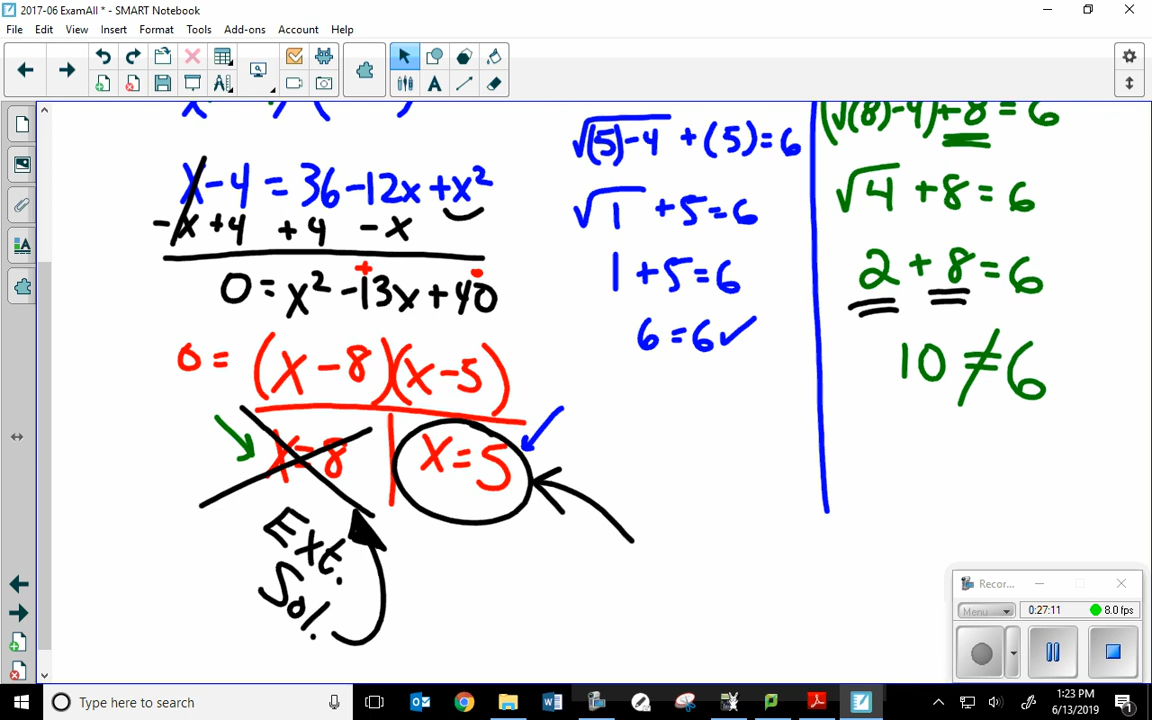 2017-06 ExamAll * - SMART Notebook
File Edit View Insert Format Tools Add-ons Account Help
x-4 = 36-12x+x²
-x+4 +4 -x
0 = x²-13x+40
0 = (x-8)(x-5)
x=8 x=5
Ext.
Sol.
√(5)-4 + (5)=6
√1 +5=6
1+5=6
6=6✓
(√(8)-4)+8=6
√4 +8=6
2+8=6
10≠6
Recor...
Menu
0:27:11 8.0 fps
Type here to search
1:23 PM
6/13/2019
1